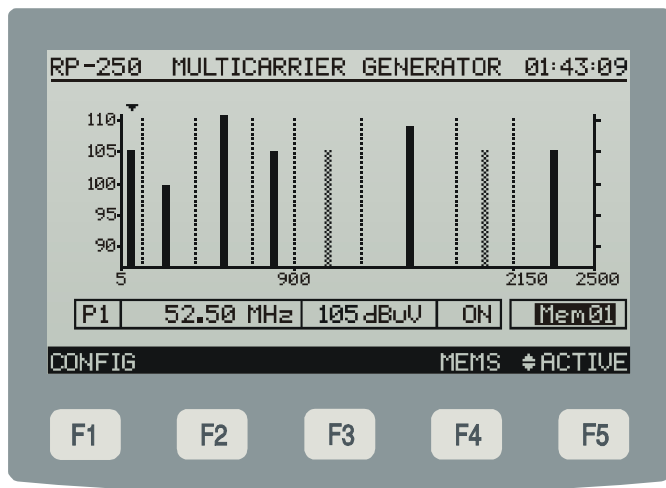 RP-250 MULTICARRIER GENERATOR 01:43:09
110
105
100
95
90
5 900 2150 2500
P1 52.50 MHz 105 dBuV ON Mem01
CONFIG MEMS ACTIVE
F1 F2 F3 F4 F5